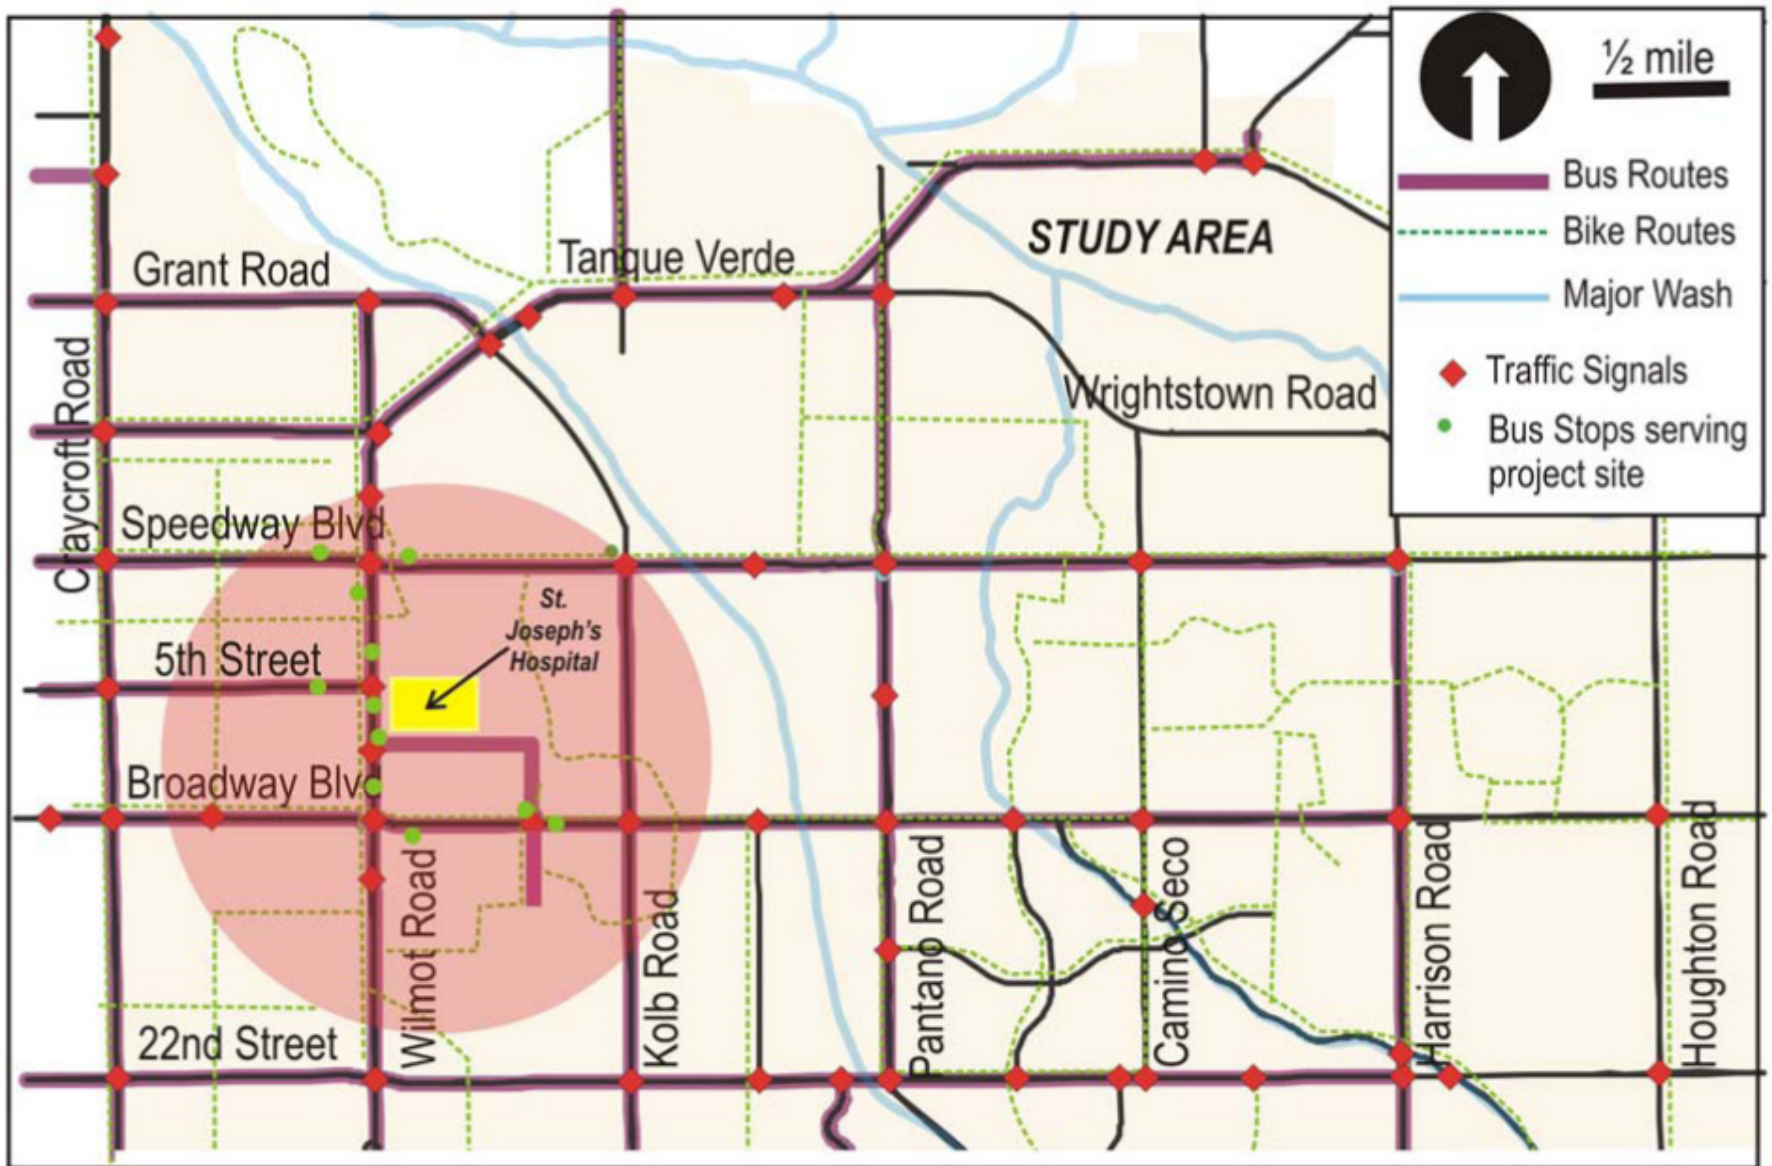 ½ mile
Bus Routes
Bike Routes
Major Wash
Traffic Signals
Bus Stops serving
project site
STUDY AREA
Grant Road
Tanque Verde
Wrightstown Road
Craycroft Road
Speedway Blvd
St.
Joseph's
Hospital
5th Street
Broadway Blvd
22nd Street
Wilmot Road
Kolb Road
Pantano Road
Camino Seco
Harrison Road
Houghton Road